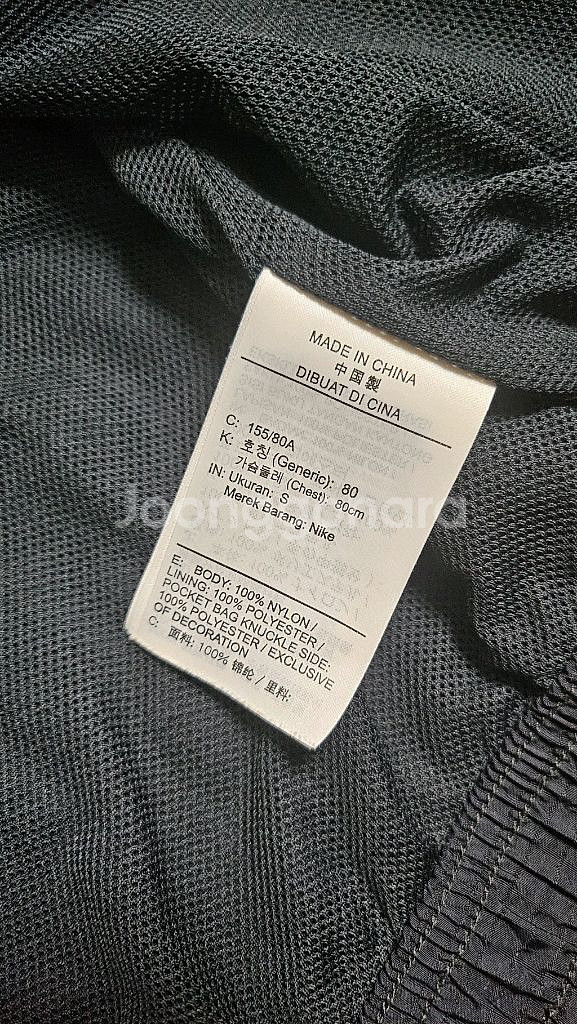 MADE IN CHINA
中 国 製
DIBUAT DI CINA
C: 155/80A
K: 호칭 (Generic): 80
가슴둘레 (Chest): 80cm
IN: Ukuran: S
Merek Barang: Nike
Joonggonara
E: BODY: 100% NYLON /
LINING: 100% POLYESTER /
POCKET BAG KNUCKLE SIDE:
100% POLYESTER / EXCLUSIVE
OF DECORATION
C: 面料: 100% 锦纶 / 里料: